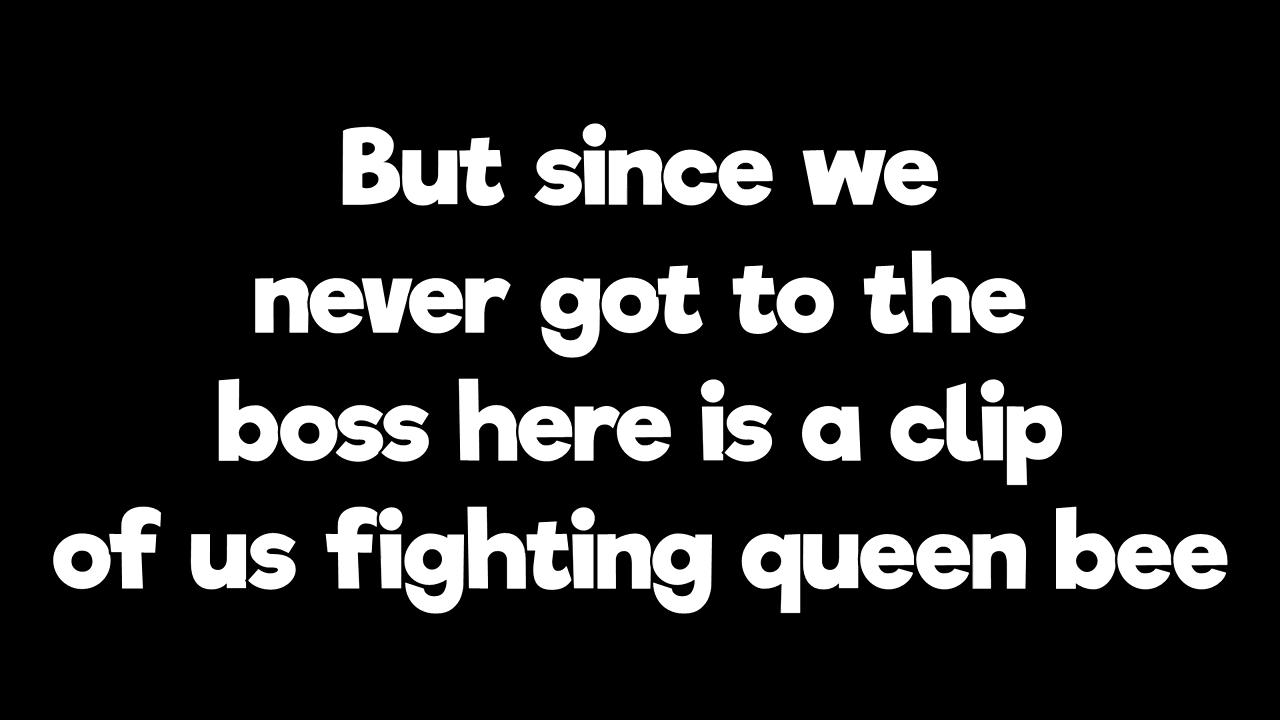 But since we
never got to the
boss here is a clip
of us fighting queen bee